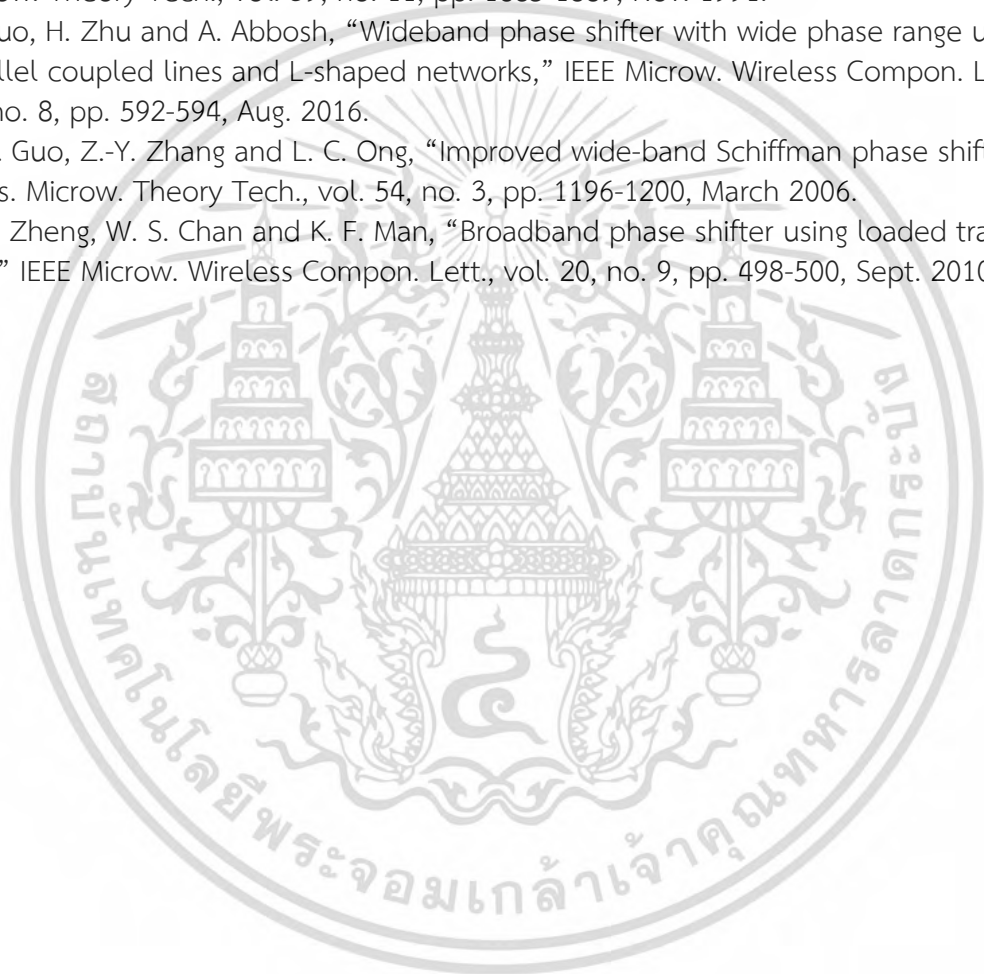 uo, H. Zhu and A. Abbosh, “Wideband phase shifter with wide phase range u
llel coupled lines and L-shaped networks,” IEEE Microw. Wireless Compon. L
no. 8, pp. 592-594, Aug. 2016.
. Guo, Z.-Y. Zhang and L. C. Ong, “Improved wide-band Schiffman phase shift
s. Microw. Theory Tech., vol. 54, no. 3, pp. 1196-1200, March 2006.
Zheng, W. S. Chan and K. F. Man, “Broadband phase shifter using loaded tra
” IEEE Microw. Wireless Compon. Lett., vol. 20, no. 9, pp. 498-500, Sept. 2010
สถาบันเทคโนโลยีพระจอมเกล้าเจ้าคุณทหารลาดกระบัง